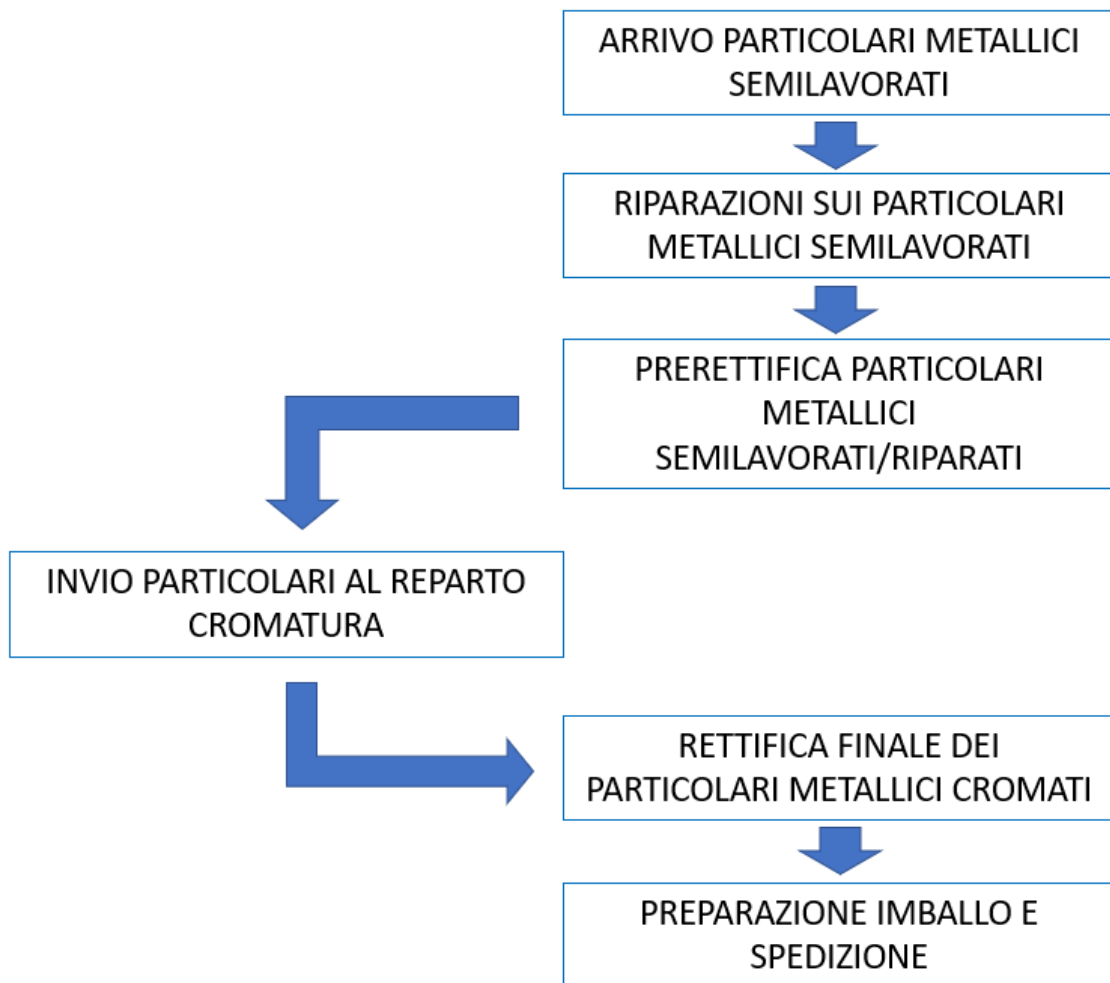 ARRIVO PARTICOLARI METALLICI
SEMILAVORATI
RIPARAZIONI SUI PARTICOLARI
METALLICI SEMILAVORATI
PRERETTIFICA PARTICOLARI
METALLICI
SEMILAVORATI/RIPARATI
INVIO PARTICOLARI AL REPARTO
CROMATURA
RETTIFICA FINALE DEI
PARTICOLARI METALLICI CROMATI
PREPARAZIONE IMBALLO E
SPEDIZIONE